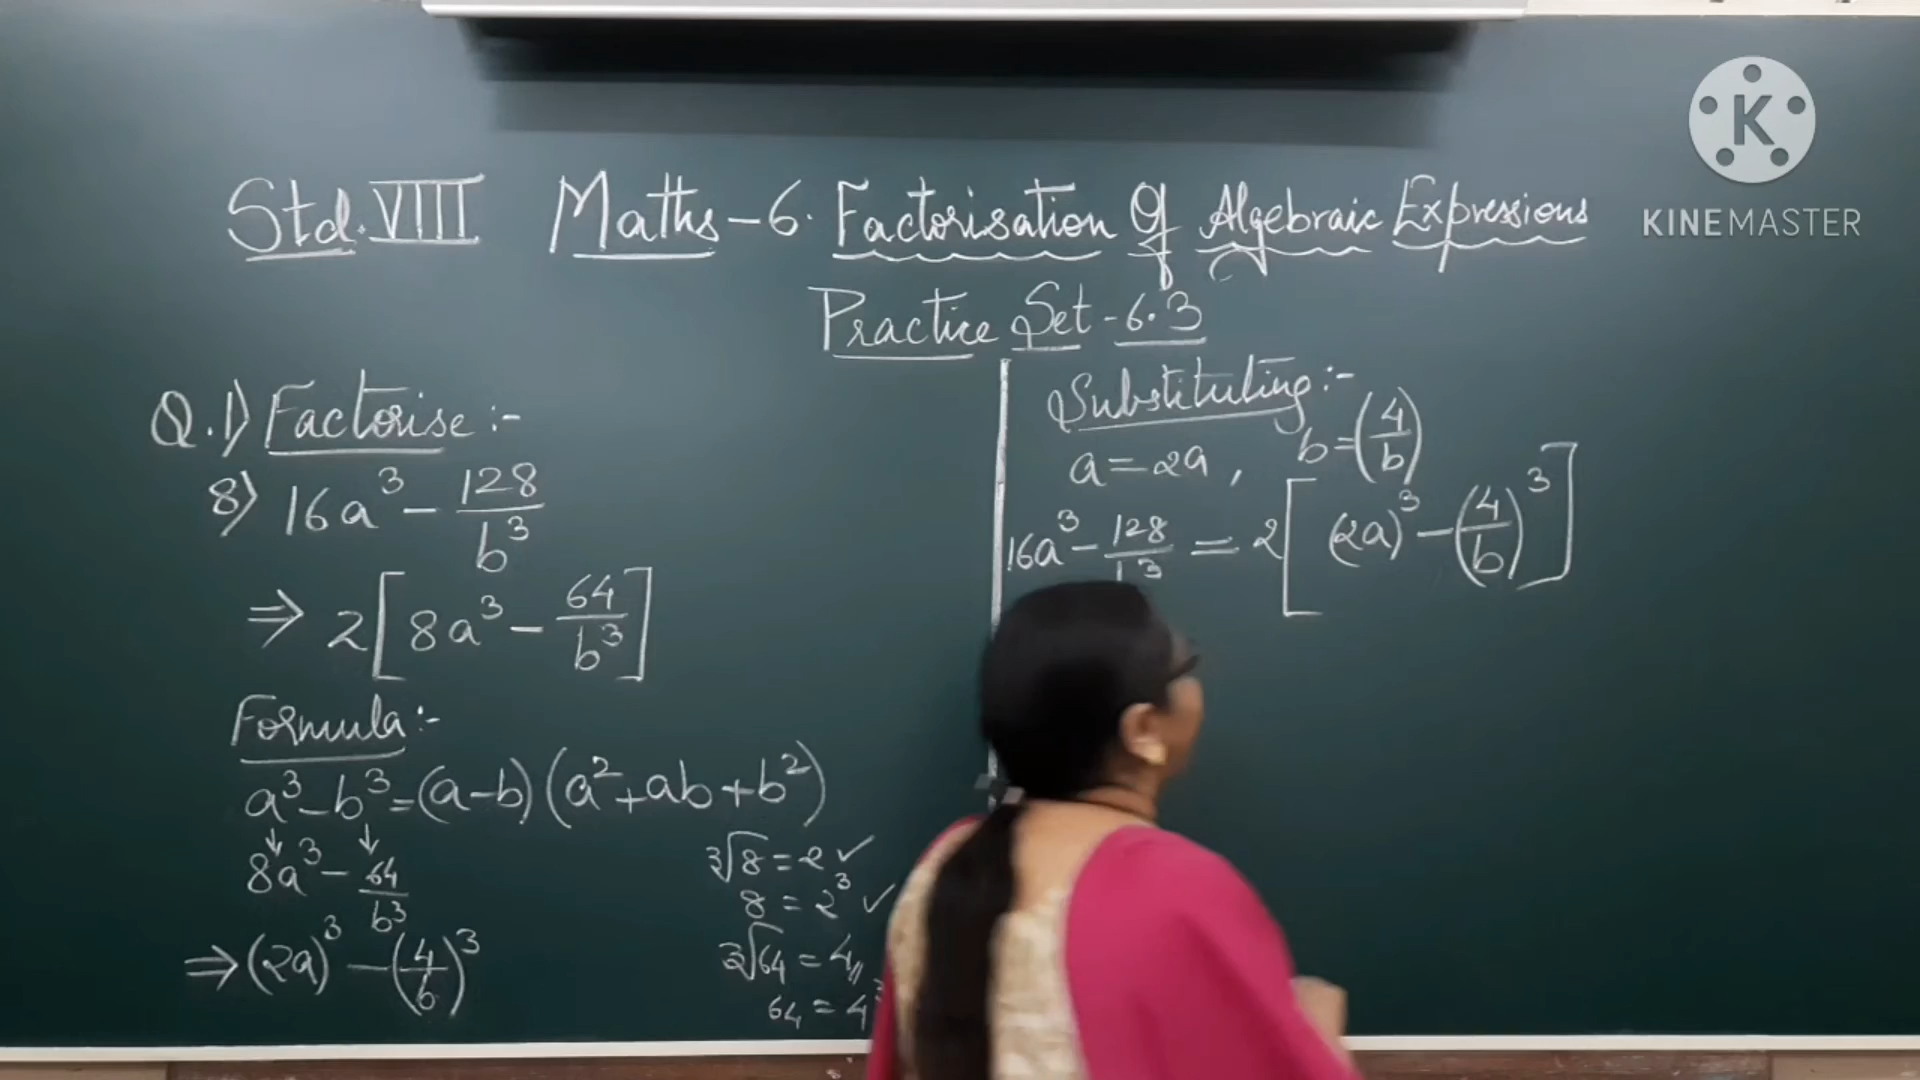 Std. VIII Maths - 6. Factorisation Of Algebraic Expressions
Practice Set - 6.3
Q.1) Factorise :-
8) 16a³ - 128/b³
⇒ 2[8a³ - 64/b³]
Formula :-
a³ - b³ = (a-b)(a² + ab + b²)
↓ ↓
8a³ - 64/b³
⇒ (2a)³ - (4/b)³
∛8 = 2 ✓
8 = 2³ ✓
∛64 = 4
64 = 4³
Substituting :-
a = 2a, b = (4/b)
16a³ - 128/b³ = 2[(2a)³ - (4/b)³]
K
KINEMASTER